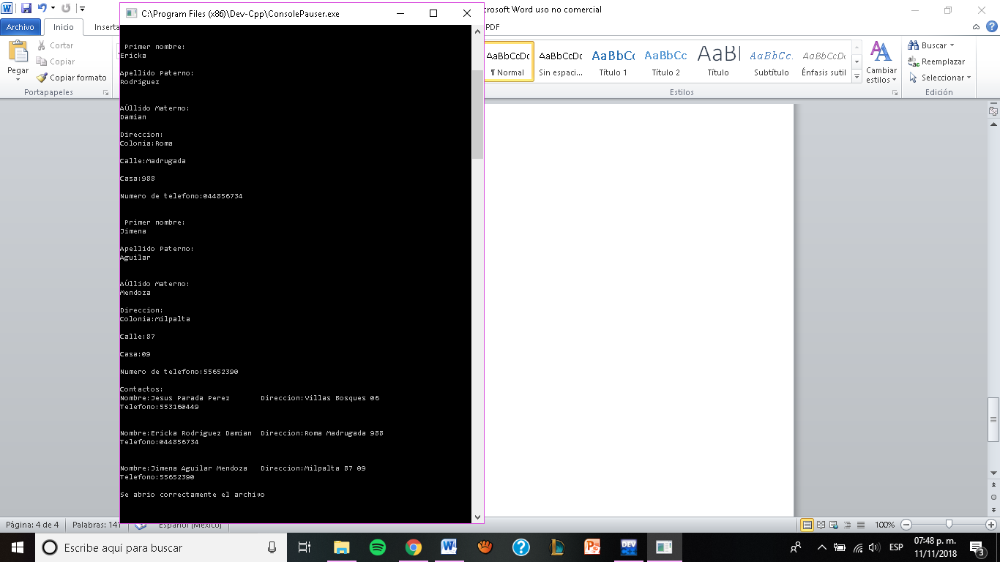 C:\Program Files (x86)\Dev-Cpp\ConsolePauser.exe
crosoft Word uso no comercial
Archivo
Inicio
Inserta
PDF
Pegar
Cortar
Copiar
Copiar formato
Portapapeles
AaBbCcDc
¶ Normal
AaBbCcDc
Sin espaci...
AaBbCc
Título 1
AaBbCc
Título 2
AaBl
Título
AaBbCc.
Subtítulo
AaBbCcDc
Énfasis sutil
Cambiar
estilos
Estilos
Buscar
Reemplazar
Seleccionar
Edición
Primer nombre:
Ericka
Apellido Paterno:
Rodriguez
AÚllido Materno:
Damian
Direccion:
Colonia:Roma
Calle:Madrugada
Casa:988
Numero de telefono:044856734
Primer nombre:
Jimena
Apellido Paterno:
Aguilar
AÚllido Materno:
Mendoza
Direccion:
Colonia:Milpalta
Calle:87
Casa:09
Numero de telefono:55652390
Contactos:
Nombre:Jesus Parada Perez Direccion:Villas Bosques 06
Telefono:553160449
Nombre:Ericka Rodriguez Damian Direccion:Roma Madrugada 988
Telefono:044856734
Nombre:Jimena Aguilar Mendoza Direccion:Milpalta 87 09
Telefono:55652390
Se abrio correctamente el archivo
Página: 4 de 4
Palabras: 141
Español (México)
100%
Escribe aquí para buscar
DEV
ESP
07:48 p. m.
11/11/2018
3